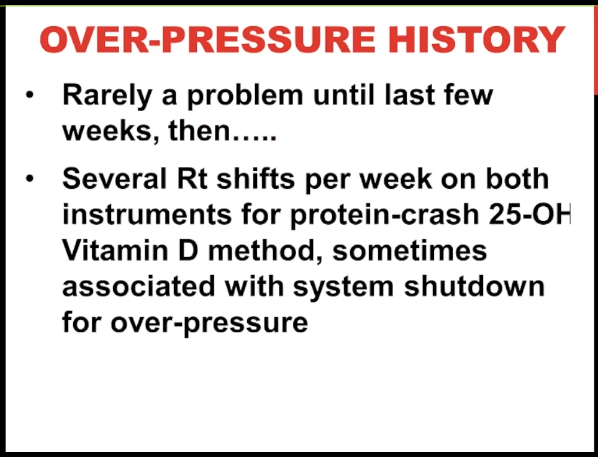 OVER-PRESSURE HISTORY
• Rarely a problem until last few
weeks, then…..
• Several Rt shifts per week on both
instruments for protein-crash 25-OH
Vitamin D method, sometimes
associated with system shutdown
for over-pressure